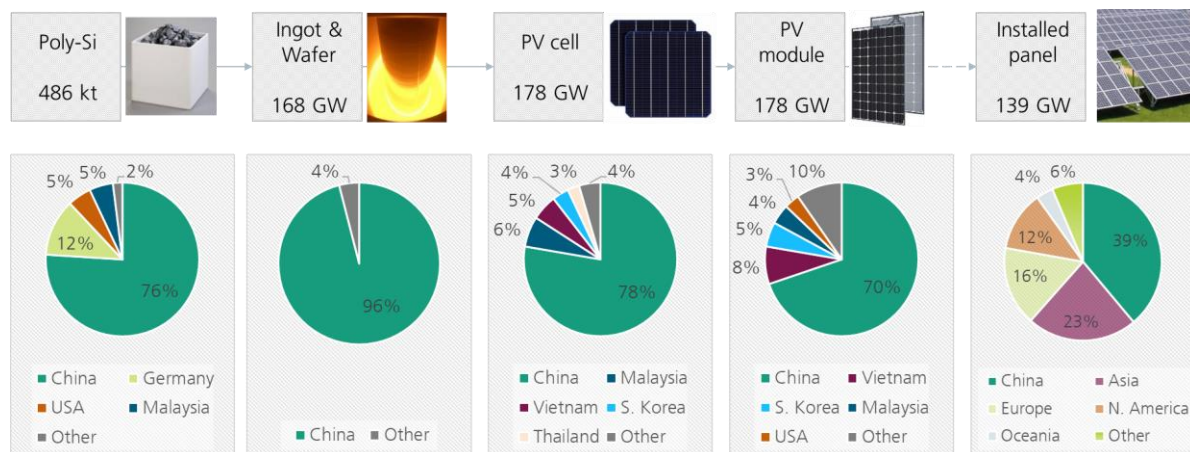 Poly-Si
486 kt
Ingot &
Wafer
168 GW
PV cell
178 GW
PV
module
178 GW
Installed
panel
139 GW
5%
5%
2%
12%
76%
China
Germany
USA
Malaysia
Other
4%
96%
China
Other
4%
3%
4%
5%
6%
78%
China
Malaysia
Vietnam
S. Korea
Thailand
Other
3%
10%
4%
5%
8%
70%
China
Vietnam
S. Korea
Malaysia
USA
Other
4%
6%
12%
39%
16%
23%
China
Asia
Europe
N. America
Oceania
Other